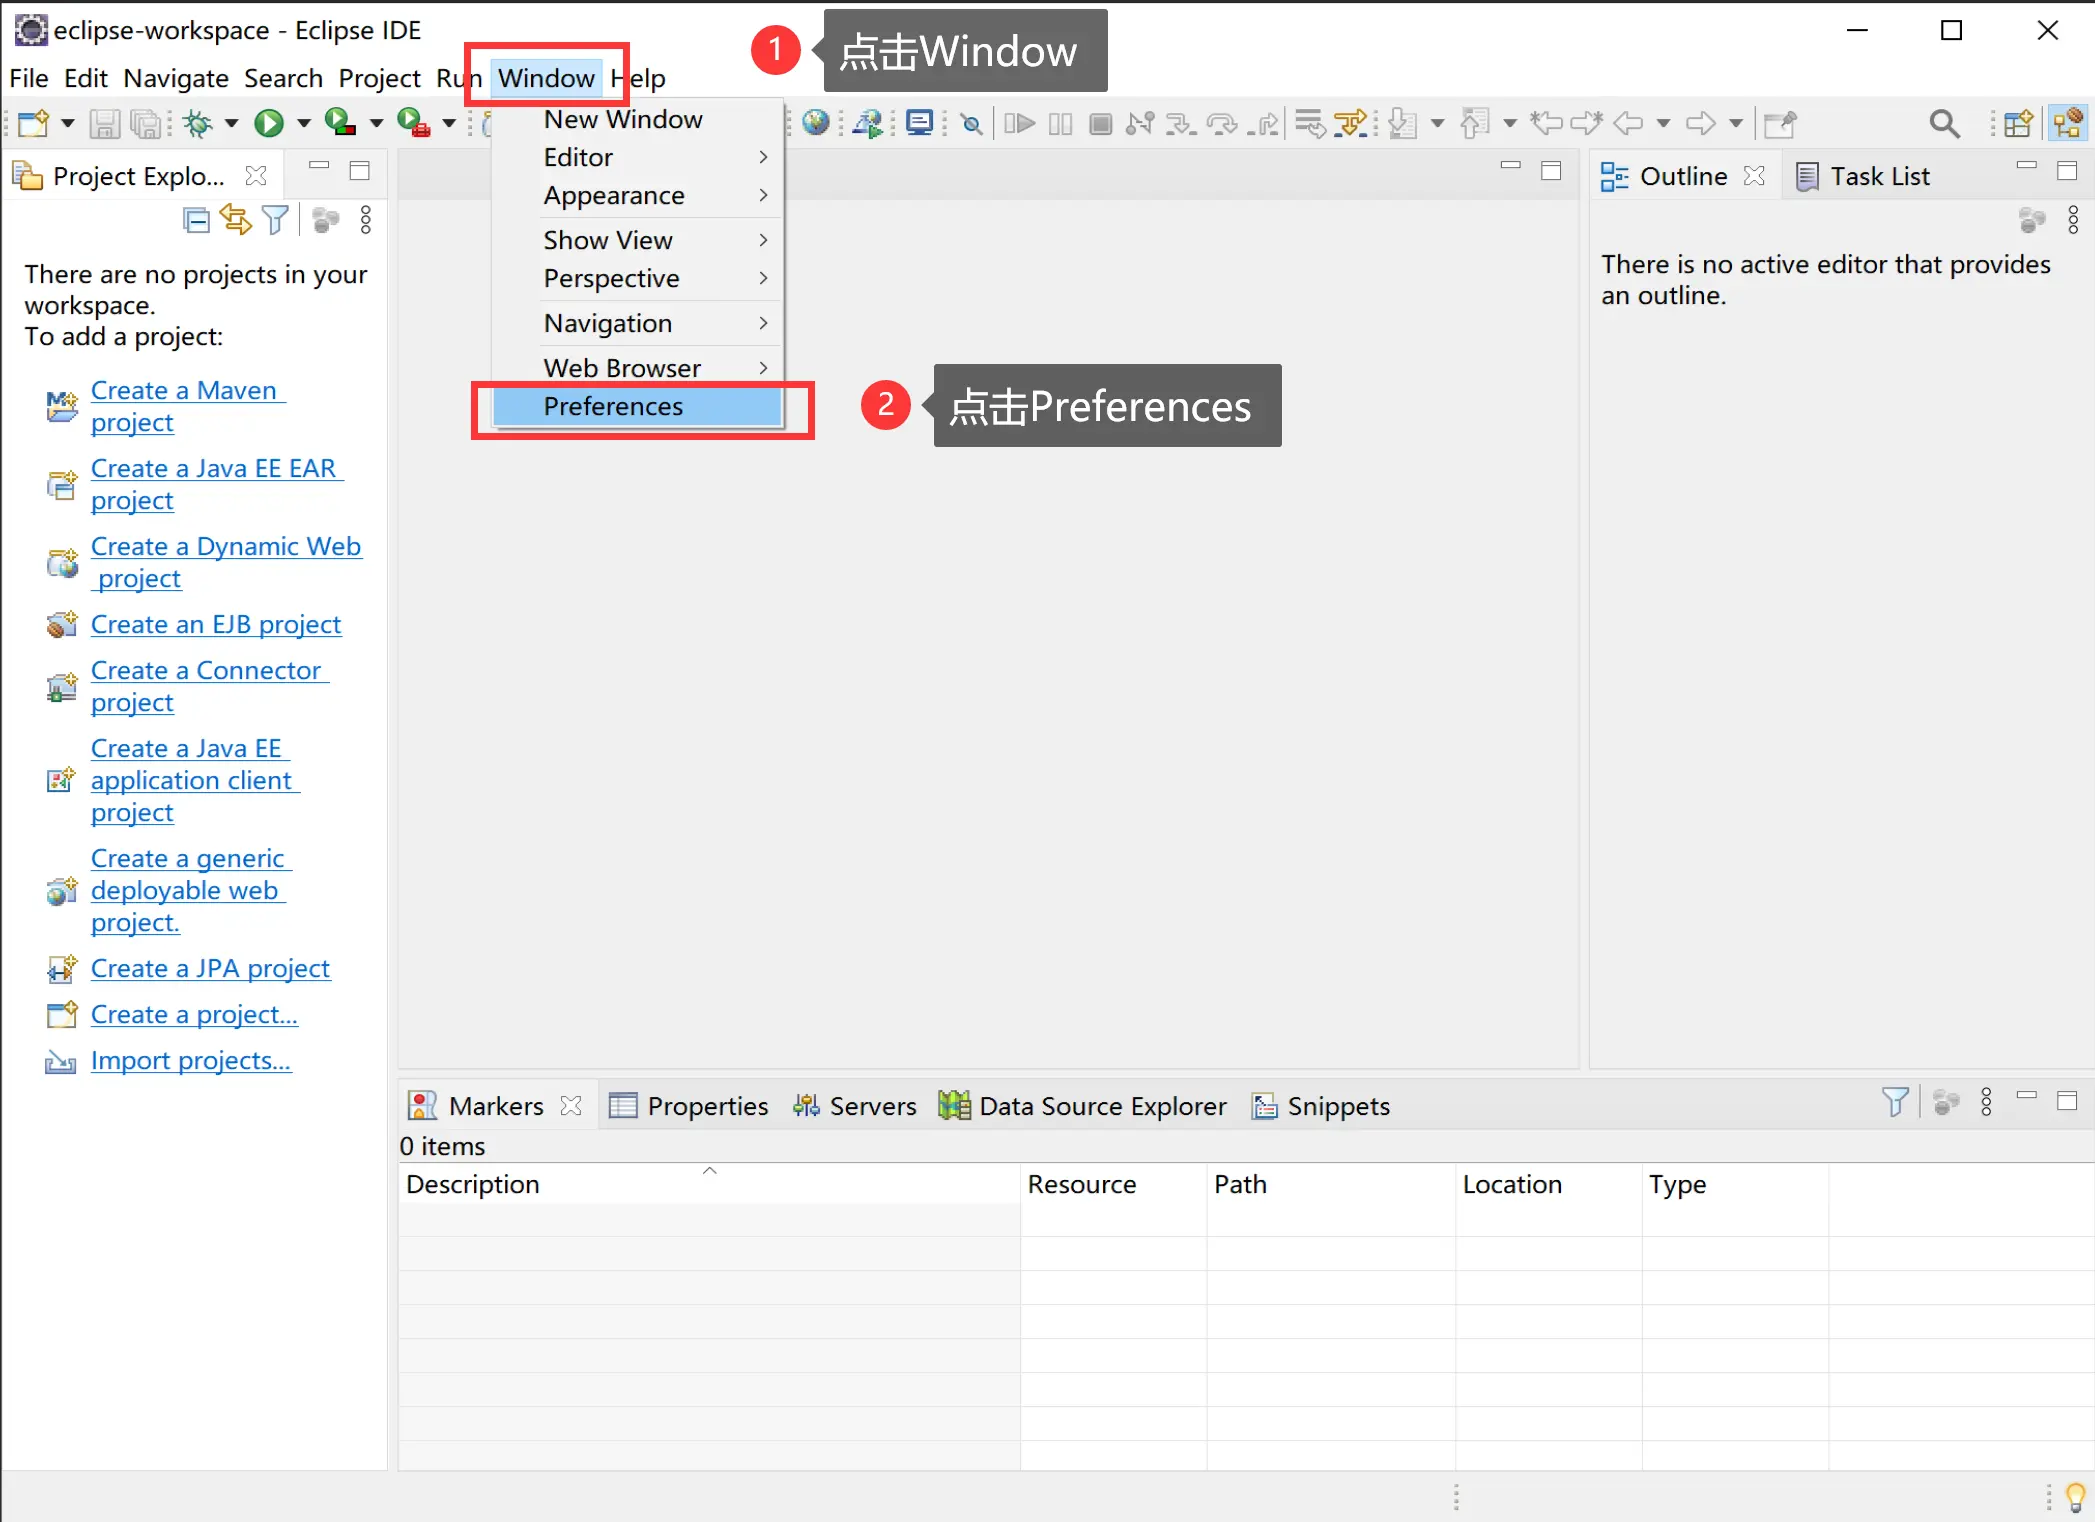 eclipse-workspace - Eclipse IDE
File Edit Navigate Search Project Run Window Help
1 点击Window
New Window
Editor
Appearance
Show View
Perspective
Navigation
Web Browser
Preferences
2 点击Preferences
Project Explo...
There are no projects in your
workspace.
To add a project:
Create a Maven
project
Create a Java EE EAR
project
Create a Dynamic Web
project
Create an EJB project
Create a Connector
project
Create a Java EE
application client
project
Create a generic
deployable web
project.
Create a JPA project
Create a project...
Import projects...
Outline Task List
There is no active editor that provides
an outline.
Markers Properties Servers Data Source Explorer Snippets
0 items
Description Resource Path Location Type